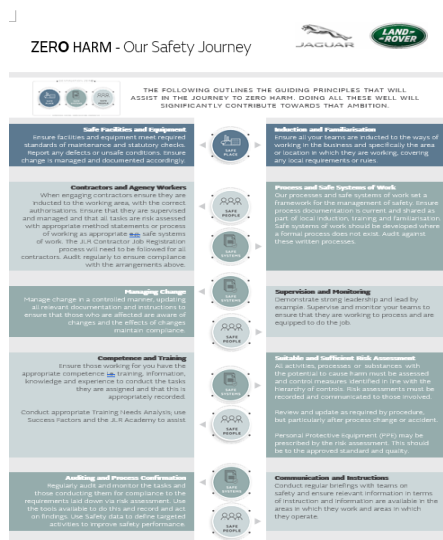 ZERO HARM - Our Safety Journey
JAGUAR
LAND-
ROVER
THE FOLLOWING OUTLINES THE GUIDING PRINCIPLES THAT WILL
ASSIST IN THE JOURNEY TO ZERO HARM. DOING ALL THESE WELL WILL
SIGNIFICANTLY CONTRIBUTE TOWARDS THAT AMBITION.
Safe Facilities and Equipment
Ensure facilities and equipment meet required
standards of maintenance and statutory checks.
Report any defects or unsafe conditions. Ensure
change is managed and documented accordingly.
SAFE
PLACE
Induction and Familiarisation
Ensure all your teams are inducted to the ways of
working in the business and specifically the area
or location in which they are working, covering
any local requirements or rules.
Contractors and Agency Workers
When engaging contractors ensure they are
inducted to the working area, with the correct
authorisations. Ensure that they are supervised
and managed and that all tasks are risk assessed
with appropriate method statements or process
of working as appropriate safe systems
of work. The JLR Contractor Job Registration
process will need to be followed for all
contractors. Audit regularly to ensure compliance
with the arrangements above.
SAFE
PEOPLE
SAFE
SYSTEMS
Process and Safe Systems of Work
Our processes and safe systems of work set a
framework for the management of safety. Ensure
process documentation is current and shared as
part of local induction, training and familiarisation.
Safe systems of work should be developed where
a formal process does not exist. Audit against
these written processes.
Managing Change
Manage change in a controlled manner, updating
all relevant documentation and instructions to
ensure that those who are affected are aware of
changes and the effects of changes
maintain compliance.
SAFE
SYSTEMS
SAFE
PEOPLE
Supervision and Monitoring
Demonstrate strong leadership and lead by
example. Supervise and monitor your teams to
ensure that they are working to process and are
equipped to do the job.
Competence and Training
Ensure those working for you have the
appropriate competence training, information,
knowledge and experience to conduct the tasks
they are assigned and that this is
appropriately recorded.
Conduct appropriate Training Needs Analysis, use
Success Factors and the JLR Academy to assist
SAFE
SYSTEMS
SAFE
PEOPLE
Suitable and Sufficient Risk Assessment
As activities, processes or substances with
the potential to cause harm must be assessed
and control measures identified in line with the
hierarchy of controls. Risk assessments must be
recorded and communicated to those involved.
Review and update as required by procedure,
but particularly after process change or accident.
Personal Protective Equipment (PPE) may be
prescribed by the risk assessment. This should
be to the approved standard and quality.
Auditing and Process Confirmation
Regularly audit and monitor the tasks and
those conducting them for compliance to the
requirements laid down via risk assessment. Use
the tools available to do this and record and act
on findings. Use Safety data to define targeted
activities to improve safety performance.
SAFE
SYSTEMS
SAFE
PEOPLE
Communication and Instructions
Conduct regular briefings with teams on
safety and ensure relevant information in terms
of instruction and information are available in the
areas in which they work and areas in which
they operate.